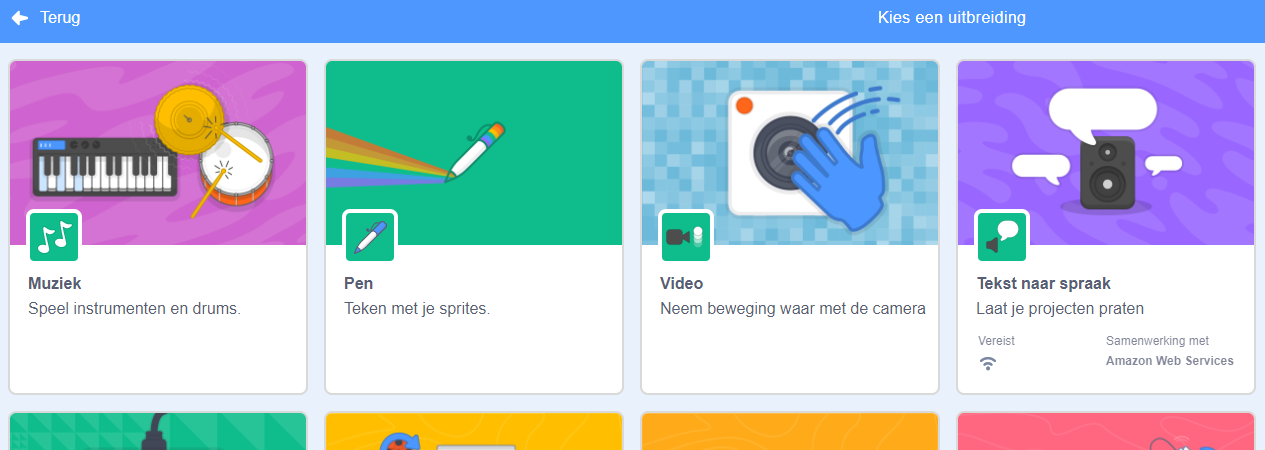 Terug
Kies een uitbreiding
Muziek
Speel instrumenten en drums.
Pen
Teken met je sprites.
Video
Neem beweging waar met de camera
Tekst naar spraak
Laat je projecten praten
Vereist
Samenwerking met
Amazon Web Services